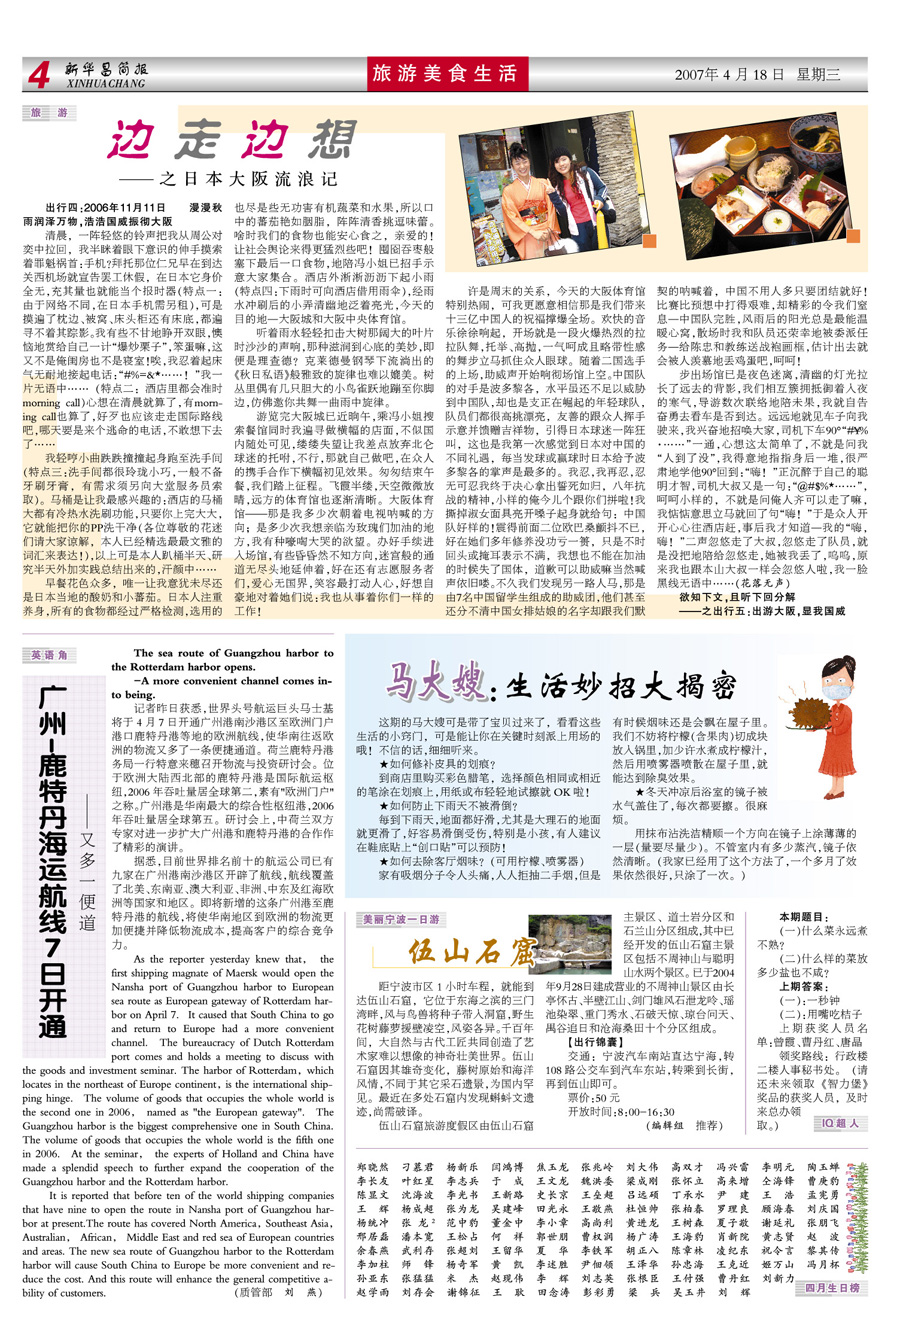 4
新华昌简报
XINHUACHANG
旅游美食生活
2007年4月18日 星期三
旅 游
边走边想
——之日本大阪流浪记
出行四:2006年11月11日 漫漫秋
雨润泽万物,浩浩国威振彻大阪
清晨,一阵轻悠的铃声把我从周公对
奕中拉回，我半眯着眼下意识的伸手摸索
着罪魁祸首:手机?拜托那位仁兄早在到达
关西机场就宣告罢工休假，在日本它身价
全无,充其量也就能当个报时器(特点一:
由于网络不同,在日本手机需另租),可是
摸遍了枕边、被窝、床头柜还有床底,都遍
寻不着其踪影。我有些不甘地睁开双眼,懊
恼地赏给自己一计“爆炒栗子”,笨蛋嘛,这
又不是俺闺房也不是寝室!唉,我忍着起床
气无耐地接起电话:“#%=&*……！”我一
片无语中……（特点二：酒店里都会准时
morning call)心想在清晨就算了,有morn-
ing call也算了,好歹也应该走走国际路线
吧,哪天要是来个逃命的电话,不敢想下去
了……
我轻哼小曲跌跌撞撞起身跑至洗手间
(特点三:洗手间都很玲珑小巧,一般不备
牙刷牙膏，有需求须另向大堂服务员索
取)。马桶是让我最感兴趣的:酒店的马桶
大都有冷热水洗刷功能,只要你上完大大,
它就能把你的PP先干净(各位尊敬的花迷
们请大家谅解，本人已经精选最最文雅的
词汇来表达!),以上可是本人趴桶半天、研
究半天外加实践总结出来的,汗颜中……
早餐花色众多，唯一让我意犹未尽还
是日本当地的酸奶和小蕃茄。日本人注重
养身,所有的食物都经过严格检测,选用的
也尽是些无功害有机蔬菜和水果,所以口
中的蕃茄艳如胭脂，阵阵清香挑逗味蕾。
啥时我们的食物也能安心食之，亲爱的!
让社会舆论来得更猛烈些吧！囫囵吞枣般
塞下最后一口食物,地陪冯小姐已招手示
意大家集合。酒店外淅淅沥沥下起小雨
(特点四:下雨时可向酒店借用雨伞),经雨
水冲刷后的小弄清幽地泛着亮光,今天的
目的地—大阪城和大阪中央体育馆。
听着雨水轻轻扣击大树那阔大的叶片
时沙沙的声响,那种滋润到心底的美妙,即
便是理查德？克莱德曼钢琴下流淌出的
《秋日私语》般雅致的旋律也难以媲美。树
丛里偶有几只胆大的小鸟雀跃地蹦至你脚
边,仿佛邀你共舞一曲雨中旋律。
游览完大阪城已近晌午,乘冯小姐搜
索餐馆同时我遍寻做横幅的店面,不似国
内随处可见,缕缕失望让我差点放弃北仑
球迷的托咐,不行,那就自己做吧,在众人
的携手合作下横幅初见效果。匆匆结束午
餐,我们踏上征程。飞霞半缕,天空微微放
晴,远方的体育馆也逐渐清晰。大阪体育
馆——那是我多少次朝着电视呐喊的方
向；是多少次我想亲临为玫瑰们加油的地
方,我有种嚎啕大哭的欲望。办好手续进
入场馆,有些昏昏然不知方向,迷宫般的通
道无尽头地延伸着,好在还有志愿服务者
们,爱心无国界,笑容最打动人心,好想自
豪地对着她们说:我也从事着你们一样的
工作!
许是周末的关系，今天的大阪体育馆
特别热闹，可我更愿意相信那是我们带来
十三亿中国人的祝福撑爆全场。欢快的音
乐徐徐响起，开场就是一段火爆热烈的拉
拉队舞,托举、高抛,一气呵成且略带性感
的舞步立马抓住众人眼球。随着二国选手
的上场,助威声开始响彻场馆上空。中国队
的对手是波多黎各，水平虽还不足以威胁
到中国队,却也是支正在崛起的年轻球队,
队员们都很高挑漂亮，友善的跟众人挥手
示意并馈赠吉祥物，引得日本球迷一阵狂
叫，这也是我第一次感觉到日本对中国的
不同礼遇，每当发球或赢球时日本给予波
多黎各的掌声是最多的。我忍,我再忍,忍
无可忍我终于决心拿出誓死如归，八年抗
战的精神,小样的俺今儿个跟你们拼啦!我
撕掉淑女面具亮开嗓子起身就给句：中国
队好样的!震得前面二位欧巴桑颤抖不已,
好在她们多年修养没功亏一篑，只是不时
回头或掩耳表示不满，我想也不能在加油
的时候失了国体，道歉可以助威嘛当然喊
声依旧喽。不久我们发现另一路人马,那是
由7名中国留学生组成的助威团,他们甚至
还分不清中国女排姑娘的名字却跟我们默
契的呐喊着，中国不用人多只要团结就好!
比赛比预想中打得艰难,却精彩的令我们窒
息—中国队完胜,风雨后的阳光总是最能温
暖心窝,散场时我和队员还荣幸地被委派任
务—给陈忠和教练送战袍画框,估计出去就
会被人羡慕地丢鸡蛋吧,呵呵!
步出场馆已是夜色迷离,清幽的灯光拉
长了远去的背影,我们相互簇拥抵御着入夜
的寒气,导游数次联络地陪未果,我就自告
奋勇去看车是否到达。远远地就见车子向我
驶来,我兴奋地招唤大家,司机下车90°“#¥%
·……”一通,心想这太简单了,不就是问我
“人到了没”,我得意地指指身后一堆,很严
肃地学他90°回到:“嗨！”正沉醉于自己的聪
明才智,司机大叔又是一句:“@#$%*……”,
呵呵小样的，不就是问俺人齐可以走了嘛,
我惦惦意思立马就回了句“嗨！”于是众人开
开心心往酒店赶,事后我才知道一我的“嗨,
嗨！”二声忽悠走了大叔,忽悠走了队员,就
是没把地陪给忽悠走,她被我丢了,呜呜,原
来我也跟本山大叔一样会忽悠人啦,我一脸
黑线无语中……(花落无声)
欲知下文,且听下回分解
——之出行五:出游大阪,显我国威
英语角
广州-鹿特丹海运航线7日开通
——又多一便道
The sea route of Guangzhou harbor to
the Rotterdam harbor opens.
-A more convenient channel comes in-
to being.
记者昨日获悉,世界头号航运巨头马士基
将于4月7日开通广州港南沙港区至欧洲门户
港口鹿特丹港等地的欧洲航线,使华南往返欧
洲的物流又多了一条便捷通道。荷兰鹿特丹港
务局一行特意来穗召开物流与投资研讨会。位
于欧洲大陆西北部的鹿特丹港是国际航运枢
纽,2006年吞吐量居全球第二,素有"欧洲门户"
之称。广州港是华南最大的综合性枢纽港,2006
年吞吐量居全球第五。研讨会上,中荷兰双方
专家对进一步扩大广州港和鹿特丹港的合作作
了精彩的演讲。
据悉,目前世界排名前十的航运公司已有
九家在广州港南沙港区开辟了航线,航线覆盖
了北美、东南亚、澳大利亚、非洲、中东及红海欧
洲等国家和地区。即将新增的这条广州港至鹿
特丹港的航线,将使华南地区到欧洲的物流更
加便捷并降低物流成本,提高客户的综合竞争
力。
As the reporter yesterday knew that， the
first shipping magnate of Maersk would open the
Nansha port of Guangzhou harbor to European
sea route as European gateway of Rotterdam har-
bor on April 7. It caused that South China to go
and return to Europe had a more convenient
channel. The bureaucracy of Dutch Rotterdam
port comes and holds a meeting to discuss with
the goods and investment seminar. The harbor of Rotterdam，which
locates in the northeast of Europe continent，is the international ship-
ping hinge. The volume of goods that occupies the whole world is
the second one in 2006， named as "the European gateway". The
Guangzhou harbor is the biggest comprehensive one in South China.
The volume of goods that occupies the whole world is the fifth one
in 2006. At the seminar， the experts of Holland and China have
made a splendid speech to further expand the cooperation of the
Guangzhou harbor and the Rotterdam harbor.
It is reported that before ten of the world shipping companies
that have nine to open the route in Nansha port of Guangzhou har-
bor at present.The route has covered North America，Southeast Asia，
Australian， African， Middle East and red sea of European countries
and areas. The new sea route of Guangzhou harbor to the Rotterdam
harbor will cause South China to Europe be more convenient and re-
duce the cost. And this route will enhance the general competitive a-
bility of customers.
(质管部 刘 燕)
马大嫂:生活妙招大揭密
这期的马大嫂可是带了宝贝过来了，看看这些
生活的小窍门，可是能让你在关键时刻派上用场的
哦！不信的话,细细听来。
★如何修补皮具的划痕?
到商店里购买彩色腊笔，选择颜色相同或相近
的笔涂在划痕上,用纸或布轻轻地试擦就OK啦！
★如何防止下雨天不被滑倒?
每到下雨天,地面都好滑,尤其是大理石的地面
就更滑了,好容易滑倒受伤,特别是小孩,有人建议
在鞋底贴上“创口贴”可以预防！
★如何去除客厅烟味？(可用柠檬、喷雾器)
家有吸烟分子令人头痛,人人拒抽二手烟,但是
有时候烟味还是会飘在屋子里。
我们不妨将柠檬(含果肉)切成块
放入锅里,加少许水煮成柠檬汁,
然后用喷雾器喷散在屋子里,就
能达到除臭效果。
★冬天冲凉后浴室的镜子被
水气盖住了,每次都要擦。很麻
烦。
用抹布沾洗洁精顺一个方向在镜子上涂薄薄的
一层(量要尽量少)。不管室内有多少蒸汽,镜子依
然清晰。(我家已经用了这个方法了,一个多月了效
果依然很好,只涂了一次。)
美丽宁波一日游
伍山石窟
距宁波市区1小时车程，就能到
达伍山石窟，它位于东海之滨的三门
湾畔,风与鸟兽将种子带入洞窟,野生
花树藤萝援壁凌空,风姿各异。千百年
间，大自然与古代工匠共同创造了艺
术家难以想像的神奇壮美世界。伍山
石窟因其雄奇变化，藤树原始和海洋
风情,不同于其它采石遗景,为国内罕
见。最近在多处石窟内发现蝌蚪文遗
迹,尚需破译。
伍山石窟旅游度假区由伍山石窟
主景区、道士岩分区和
石兰山分区组成,其中已
经开发的伍山石窟主景
区包括不周神山与聪明
山水两个景区。已于2004
年9月28日建成营业的不周神山景区由长
亭怀古、半壁江山、剑门雄风石泄龙吟、瑶
池染翠、重门秀水、石破天惊、琼台问天、
禺谷追日和沧海桑田十个分区组成。
【出行锦囊】
交通：宁波汽车南站直达宁海,转
108路公交车到汽车东站,转乘到长街,
再到伍山即可。
票价:50元
开放时间:8:00-16:30
(编辑组 推荐)
本期题目:
(一)什么菜永远煮
不熟?
(二)什么样的菜放
多少盐也不咸?
上期答案:
(一):一秒钟
(二):用嘴吃桔子
上期获奖人员名
单:曾霞、曹丹红、唐晶
领奖路线：行政楼
二楼人事秘书处。(请
还未来领取《智力堡》
奖品的获奖人员，及时
来总办领
取。)
IQ超人
郑晓然 刁慕君 杨新乐 闫鸿博 焦玉龙 张兆岭 刘大伟 高双才 冯兴雷 李明元 陶玉蝉
李长友 叶红星 李志兵 于 成 王文龙 魏洪娄 梁成刚 张怀立 高来增 仝海锋 曹庚豹
陈显文 沈海波 李光书 王新路 史长京 王垒超 吕远硕 丁承水 尹 建 王 浩 孟宪勇
王 辉 杨成超 张为龙 吴建峰 田光永 王敬燕 杜恒帅 张柏春 罗理良 顾海春 刘庆国
杨统冲 张 龙2 范中豹 董金中 李小章 高尚利 黄进龙 王树森 夏子敬 谢延礼 张朋飞
邢居磊 潘本宽 王松占 何 祥 郭世朋 曹权润 杨广涛 王海豹 肖新院 黄志贤 赵 波
余春燕 武利存 张超刘 王留华 夏 华 李铁军 胡正八 陈章林 凌纪东 祝令言 黎其传
李加柱 师 锋 杨奇军 黄 凯 李述胜 尹佃领 王泽华 孙忠海 王克近 姬万山 冯月杯
孙亚东 张猛猛 米 杰 赵现伟 李 辉 刘志英 张根臣 王付强 曹丹红 刘新力
赵学雨 刘存会 谢锦征 王 耿 田念涛 彭彩勇 梁 兵 吴玉井 刘 辉
四月生日榜